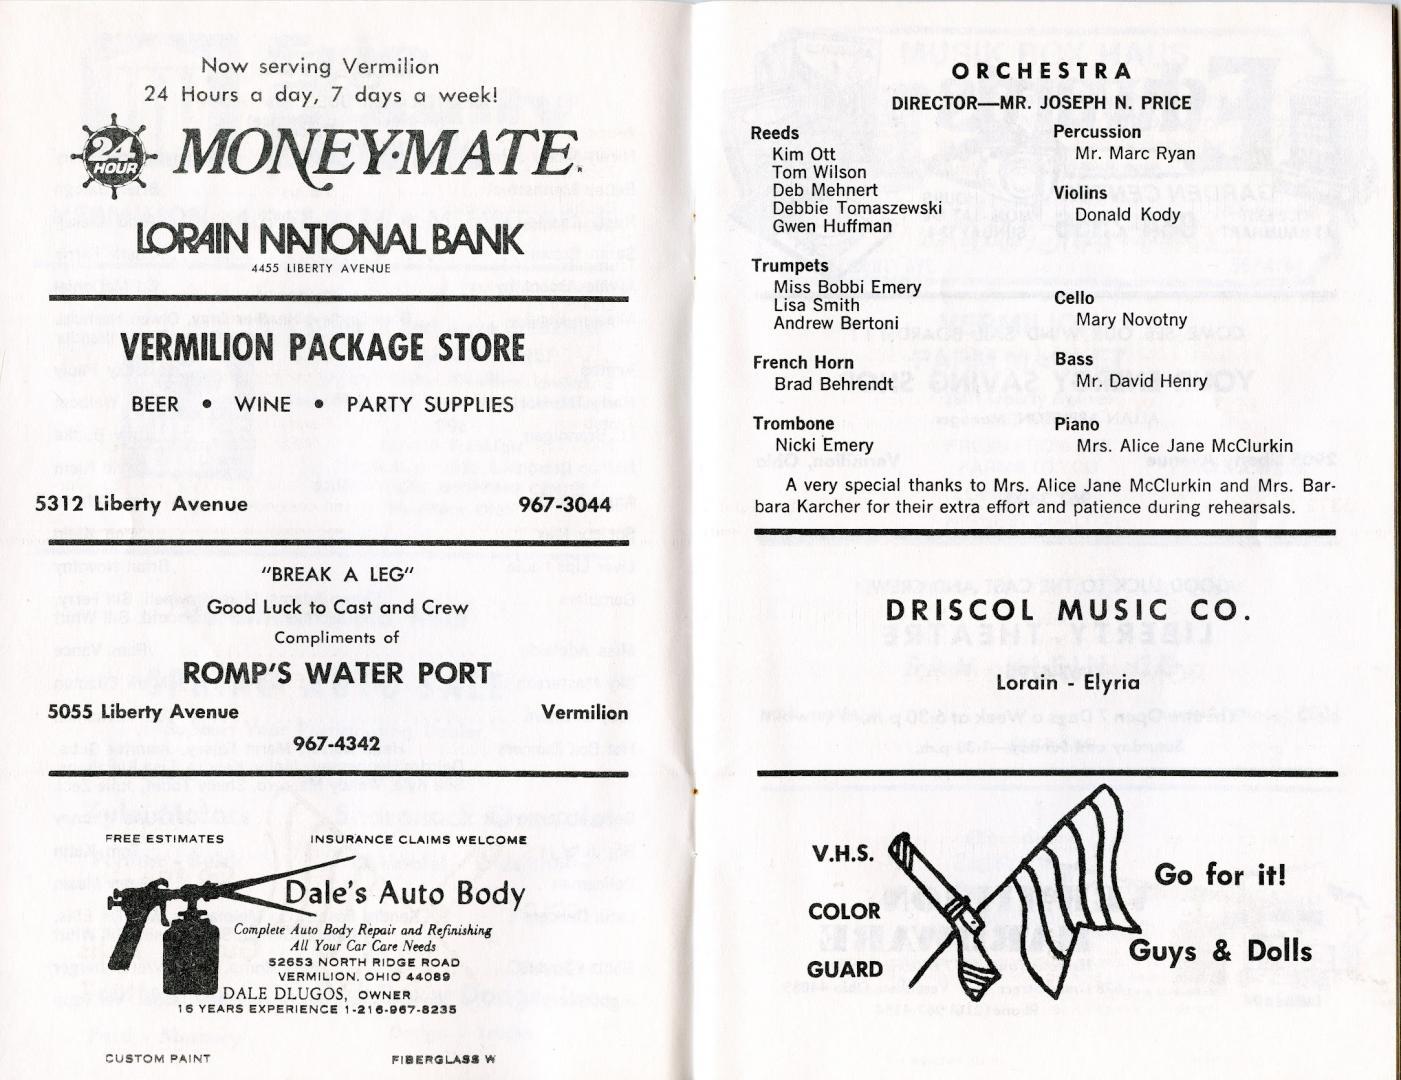 Now serving Vermilion
24 Hours a day, 7 days a week!
24
HOUR
MONEY·MATE.
LORAIN NATIONAL BANK
4455 LIBERTY AVENUE
VERMILION PACKAGE STORE
BEER • WINE • PARTY SUPPLIES
5312 Liberty Avenue 967-3044
"BREAK A LEG"
Good Luck to Cast and Crew
Compliments of
ROMP'S WATER PORT
5055 Liberty Avenue Vermilion
967-4342
FREE ESTIMATES INSURANCE CLAIMS WELCOME
Dale's Auto Body
Complete Auto Body Repair and Refinishing
All Your Car Care Needs
52653 NORTH RIDGE ROAD
VERMILION, OHIO 44089
DALE DLUGOS, OWNER
16 YEARS EXPERIENCE 1-216-967-8235
CUSTOM PAINT FIBERGLASS W
ORCHESTRA
DIRECTOR—MR. JOSEPH N. PRICE
Reeds
Kim Ott
Tom Wilson
Deb Mehnert
Debbie Tomaszewski
Gwen Huffman
Trumpets
Miss Bobbi Emery
Lisa Smith
Andrew Bertoni
French Horn
Brad Behrendt
Trombone
Nicki Emery
Percussion
Mr. Marc Ryan
Violins
Donald Kody
Cello
Mary Novotny
Bass
Mr. David Henry
Piano
Mrs. Alice Jane McClurkin
A very special thanks to Mrs. Alice Jane McClurkin and Mrs. Bar-
bara Karcher for their extra effort and patience during rehearsals.
DRISCOL MUSIC CO.
Lorain - Elyria
V.H.S.
COLOR
GUARD
Go for it!
Guys & Dolls